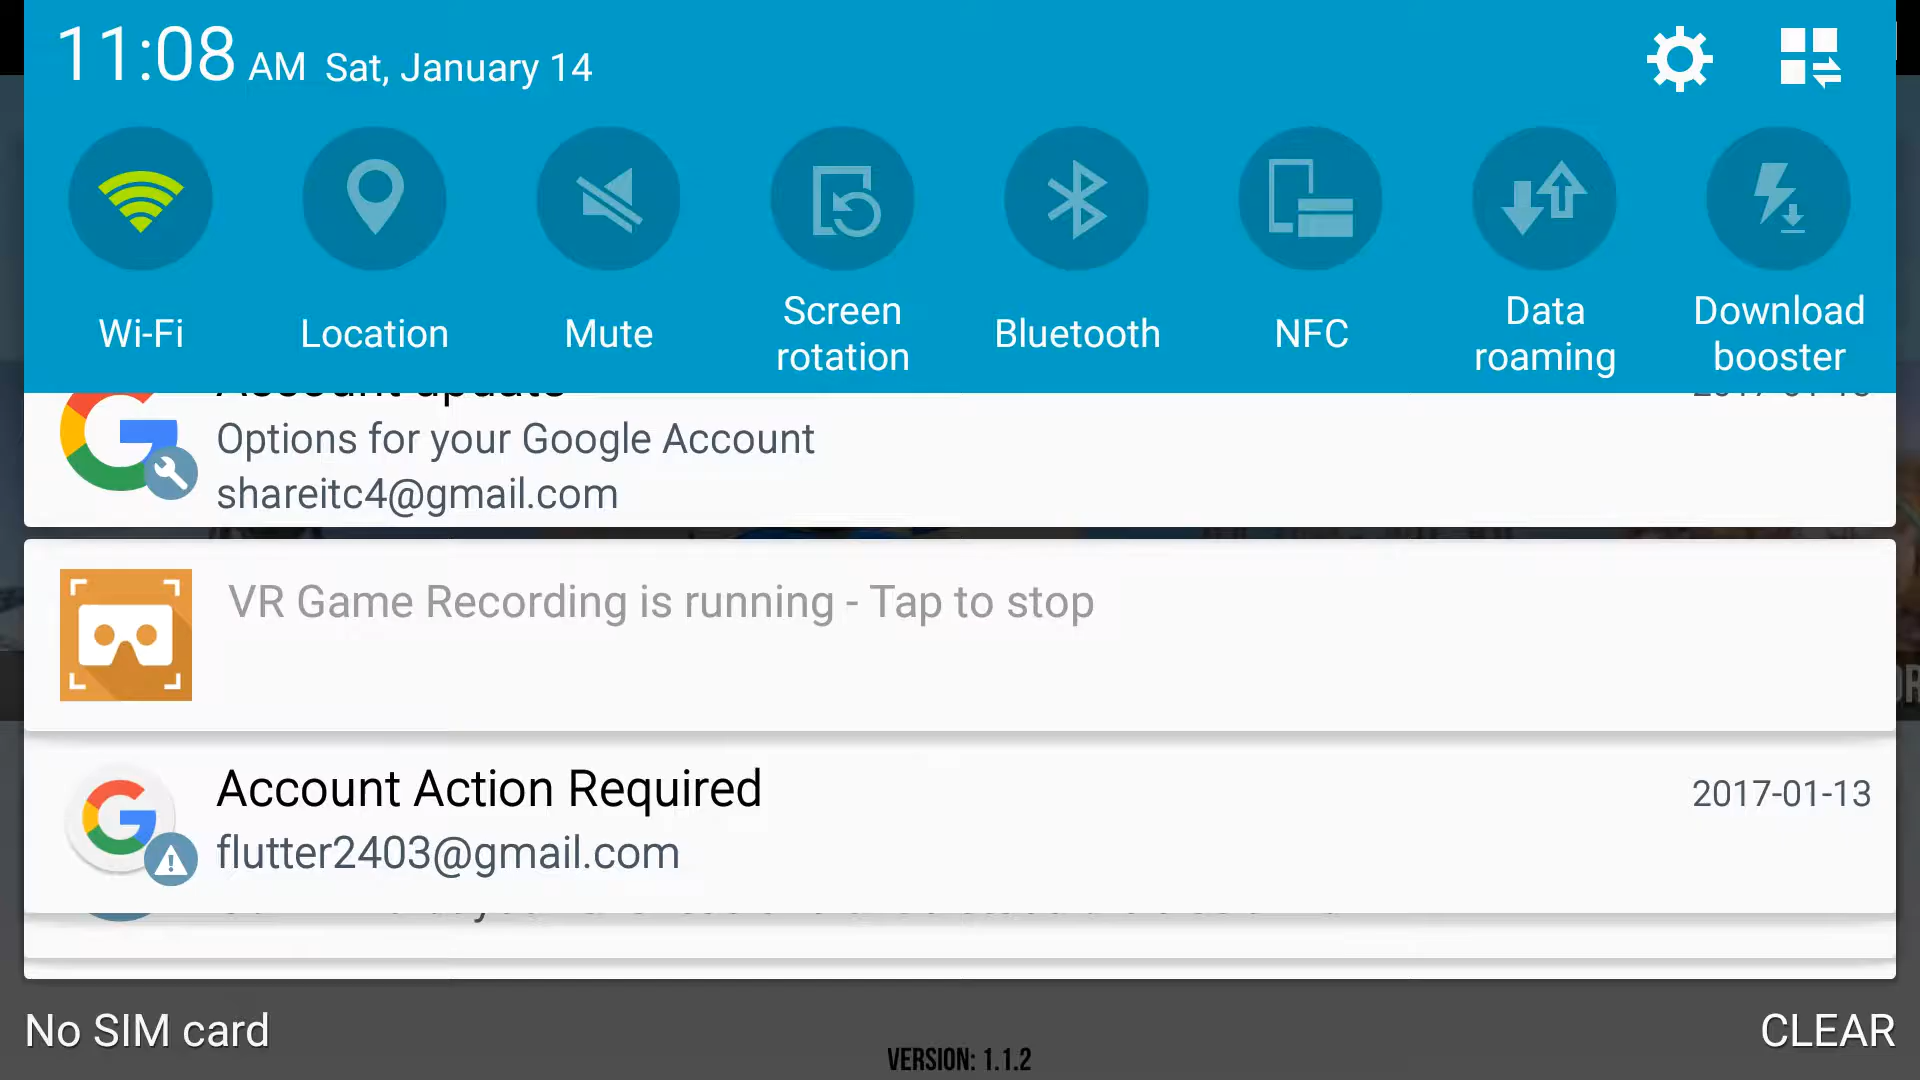 11:08 AM Sat, January 14
Wi-Fi
Location
Mute
Screen
rotation
Bluetooth
NFC
Data
roaming
Download
booster
Account update
Options for your Google Account
shareitc4@gmail.com
VR Game Recording is running - Tap to stop
Account Action Required
2017-01-13
flutter2403@gmail.com
No SIM card
CLEAR
VERSION: 1.1.2